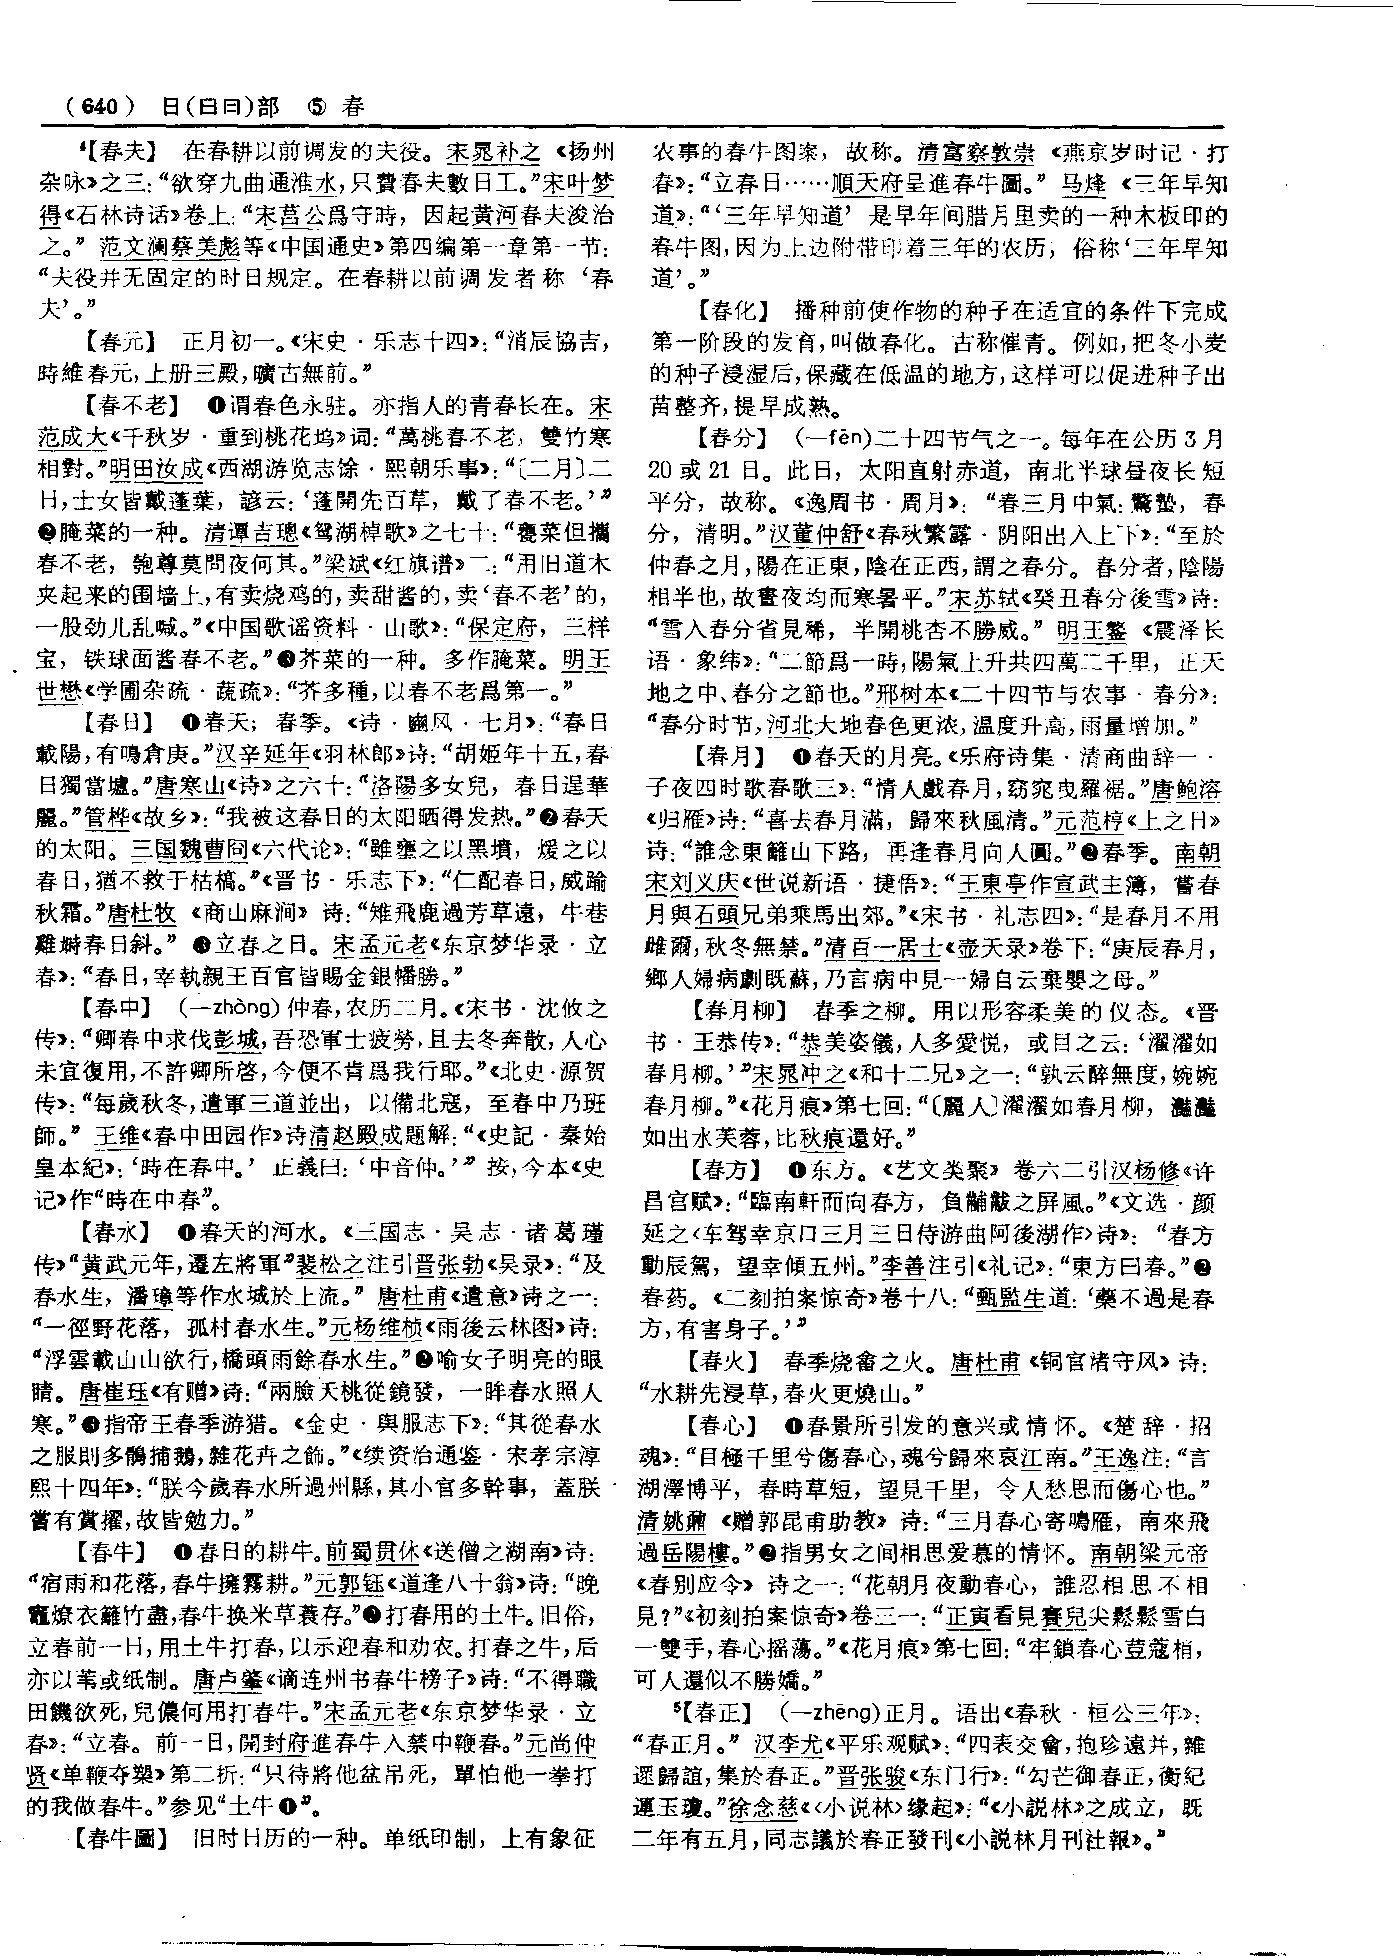 （640） 日（白曰）部 ⑤ 春
⁴【春夫】 在春耕以前调发的夫役。宋晁补之《扬州
杂咏》之三：“欲穿九曲通淮水，只費春夫數日工。”宋叶梦
得《石林诗话》卷上：“宋莒公爲守時，因起黄河春夫浚治
之。”范文澜蔡美彪等《中国通史》第四编第一章第一节：
“夫役并无固定的时日规定。在春耕以前调发者称‘春
夫’。”
【春元】 正月初一。《宋史·乐志十四》：“消辰協吉，
時維春元，上册三殿，曠古無前。”
【春不老】 ❶谓春色永驻。亦指人的青春长在。宋
范成大《千秋岁·重到桃花坞》词：“萬桃春不老，雙竹寒
相對。”明田汝成《西湖游览志馀·熙朝乐事》：“〔二月〕二
日，士女皆戴蓬葉，諺云：‘蓬開先百草，戴了春不老。’”
❷腌菜的一种。清谭吉璁《鸳湖棹歌》之七十：“甕菜但攜
春不老，匏尊莫問夜何其。”梁斌《红旗谱》二：“用旧道木
夹起来的围墙上，有卖烧鸡的，卖甜酱的，卖‘春不老’的，
一股劲儿乱喊。”《中国歌谣资料·山歌》：“保定府，三样
宝，铁球面酱春不老。”❸芥菜的一种。多作腌菜。明王
世懋《学圃杂疏·蔬疏》：“芥多種，以春不老爲第一。”
【春日】 ❶春天；春季。《诗·豳风·七月》：“春日
載陽，有鳴倉庚。”汉辛延年《羽林郎》诗：“胡姬年十五，春
日獨當壚。”唐寒山《诗》之六十：“洛陽多女兒，春日逞華
麗。”管桦《故乡》：“我被这春日的太阳晒得发热。”❷春天
的太阳。三国魏曹冏《六代论》：“雖壅之以黑墳，煖之以
春日，猶不救于枯槁。”《晋书·乐志下》：“仁配春日，威踰
秋霜。”唐杜牧《商山麻涧》诗：“雉飛鹿過芳草遠，牛巷
雞塒春日斜。”❸立春之日。宋孟元老《东京梦华录·立
春》：“春日，宰執親王百官皆賜金銀幡勝。”
【春中】 （—zhòng）仲春，农历二月。《宋书·沈攸之
传》：“卿春中求伐彭城，吾恐軍士疲勞，且去冬奔散，人心
未宜復用，不許卿所啓，今便不肯爲我行耶。”《北史·源贺
传》：“每歲秋冬，遣軍三道並出，以備北寇，至春中乃班
師。”王维《春中田园作》诗清赵殿成题解：“《史記·秦始
皇本紀》：‘時在春中。’正義曰：‘中音仲。’”按，今本《史
记》作“時在中春”。
【春水】 ❶春天的河水。《三国志·吴志·诸葛瑾
传》“黄武元年，遷左將軍”裴松之注引晋张勃《吴录》：“及
春水生，潘璋等作水城於上流。”唐杜甫《遣意》诗之一：
“一徑野花落，孤村春水生。”元杨维桢《雨後云林图》诗：
“浮雲載山山欲行，橋頭雨餘春水生。”❷喻女子明亮的眼
睛。唐崔珏《有赠》诗：“兩臉夭桃從鏡發，一眸春水照人
寒。”❸指帝王春季游猎。《金史·舆服志下》：“其從春水
之服則多鶻捕鵝，雜花卉之飾。”《续资治通鉴·宋孝宗淳
熙十四年》：“朕今歲春水所過州縣，其小官多幹事，蓋朕
嘗有賞擢，故皆勉力。”
【春牛】 ❶春日的耕牛。前蜀贯休《送僧之湖南》诗：
“宿雨和花落，春牛擁霧耕。”元郭钰《道逢八十翁》诗：“晚
竈燎衣籬竹盡，春牛换米草蓑存。”❷打春用的土牛。旧俗，
立春前一日，用土牛打春，以示迎春和劝农。打春之牛，后
亦以苇或纸制。唐卢肇《谪连州书春牛榜子》诗：“不得職
田饑欲死，兒儂何用打春牛。”宋孟元老《东京梦华录·立
春》：“立春。前一日，開封府進春牛入禁中鞭春。”元尚仲
贤《单鞭夺槊》第二折：“只待將他盆吊死，單怕他一拳打
的我做春牛。”参见“土牛❶”。
【春牛圖】 旧时日历的一种。单纸印制，上有象征
农事的春牛图案，故称。清富察敦崇《燕京岁时记·打
春》：“立春日……順天府呈進春牛圖。”马烽《三年早知
道》：“‘三年早知道’是早年间腊月里卖的一种木板印的
春牛图，因为上边附带印着三年的农历，俗称‘三年早知
道’。”
【春化】 播种前使作物的种子在适宜的条件下完成
第一阶段的发育，叫做春化。古称催青。例如，把冬小麦
的种子浸湿后，保藏在低温的地方，这样可以促进种子出
苗整齐，提早成熟。
【春分】 （—fēn）二十四节气之一。每年在公历3月
20或21日。此日，太阳直射赤道，南北半球昼夜长短
平分，故称。《逸周书·周月》：“春三月中氣：驚蟄，春
分，清明。”汉董仲舒《春秋繁露·阴阳出入上下》：“至於
仲春之月，陽在正東，陰在正西，謂之春分。春分者，陰陽
相半也，故晝夜均而寒暑平。”宋苏轼《癸丑春分後雪》诗：
“雪入春分省見稀，半開桃杏不勝威。”明王鏊《震泽长
语·象纬》：“二節爲一時，陽氣上升共四萬二千里，正天
地之中、春分之節也。”邢树本《二十四节与农事·春分》：
“春分时节，河北大地春色更浓，温度升高，雨量增加。”
【春月】 ❶春天的月亮。《乐府诗集·清商曲辞一·
子夜四时歌春歌三》：“情人戲春月，窈窕曳羅裾。”唐鲍溶
《归雁》诗：“喜去春月滿，歸來秋風清。”元范梈《上之日》
诗：“誰念東籬山下路，再逢春月向人圓。”❷春季。南朝
宋刘义庆《世说新语·捷悟》：“王東亭作宣武主簿，嘗春
月與石頭兄弟乘馬出郊。”《宋书·礼志四》：“是春月不用
雌爾，秋冬無禁。”清百一居士《壶天录》卷下：“庚辰春月，
鄉人婦病劇既蘇，乃言病中見一婦自云棄嬰之母。”
【春月柳】 春季之柳。用以形容柔美的仪态。《晋
书·王恭传》：“恭美姿儀，人多愛悦，或目之云：‘濯濯如
春月柳。’”宋晁冲之《和十二兄》之一：“孰云醉無度，婉婉
春月柳。”《花月痕》第七回：“〔麗人〕濯濯如春月柳，灩灩
如出水芙蓉，比秋痕還好。”
【春方】 ❶东方。《艺文类聚》卷六二引汉杨修《许
昌宫赋》：“臨南軒而向春方，負黼黻之屏風。”《文选·颜
延之〈车驾幸京口三月三日侍游曲阿後湖作〉诗》：“春方
動辰駕，望幸傾五州。”李善注引《礼记》：“東方曰春。”❷
春药。《二刻拍案惊奇》卷十八：“甄監生道：‘藥不過是春
方，有害身子。’”
【春火】 春季烧畬之火。唐杜甫《铜官渚守风》诗：
“水耕先浸草，春火更燒山。”
【春心】 ❶春景所引发的意兴或情怀。《楚辞·招
魂》：“目極千里兮傷春心，魂兮歸來哀江南。”王逸注：“言
湖澤博平，春時草短，望見千里，令人愁思而傷心也。”
清姚鼐《赠郭昆甫助教》诗：“三月春心寄鳴雁，南來飛
過岳陽樓。”❷指男女之间相思爱慕的情怀。南朝梁元帝
《春别应令》诗之一：“花朝月夜動春心，誰忍相思不相
見？”《初刻拍案惊奇》卷三一：“正寅看見賽兒尖鬆鬆雪白
一雙手，春心摇蕩。”《花月痕》第七回：“牢鎖春心荳蔻梢，
可人還似不勝嬌。”
⁵【春正】 （—zhēng）正月。语出《春秋·桓公三年》：
“春正月。”汉李尤《平乐观赋》：“四表交會，抱珍遠并，雜
遝歸誼，集於春正。”晋张骏《东门行》：“勾芒御春正，衡紀
運玉瓊。”徐念慈《〈小说林〉缘起》：“《小説林》之成立，既
二年有五月，同志議於春正發刊《小説林月刊社報》。”